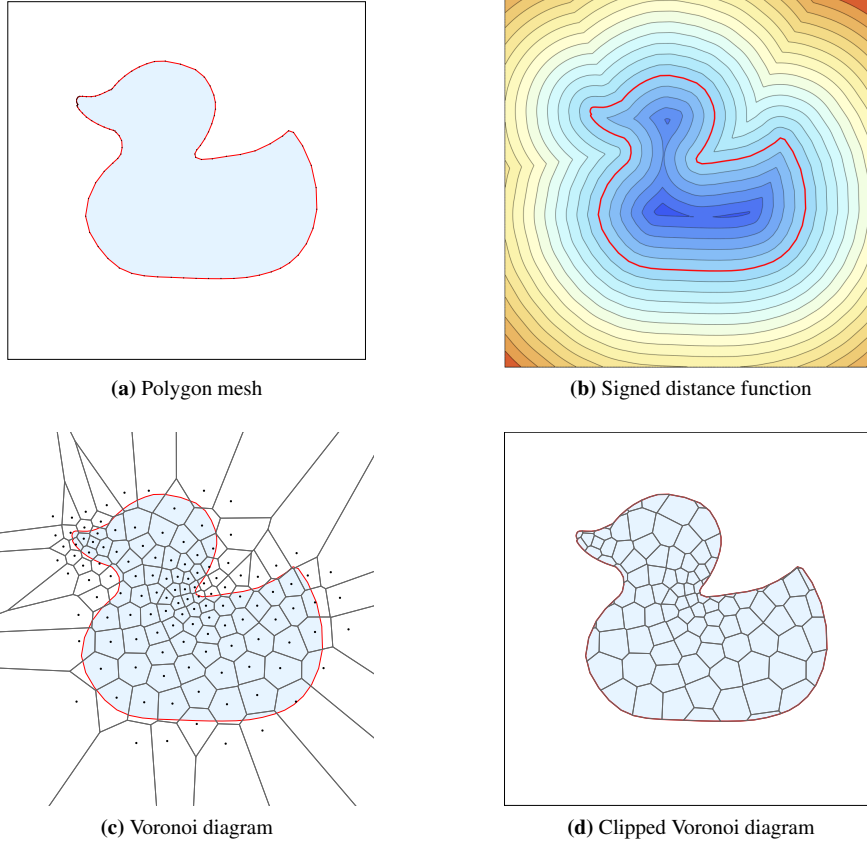 (a) Polygon mesh
(b) Signed distance function
(c) Voronoi diagram
(d) Clipped Voronoi diagram